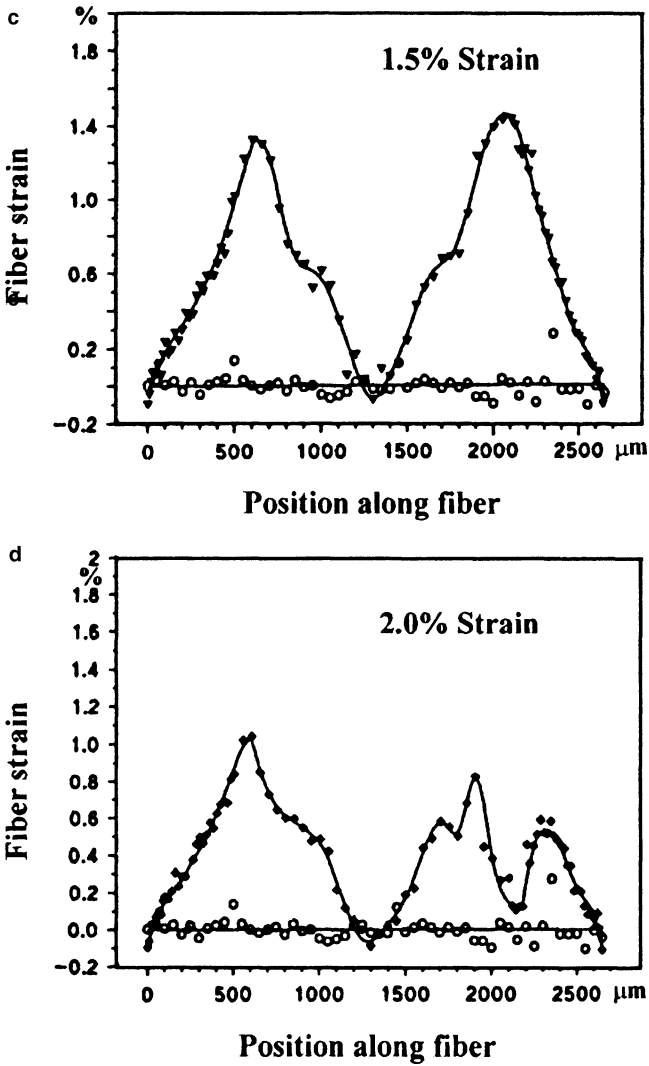 c
%
1.8
1.5% Strain
1.4
1.0
0.6
0.2
−0.2
Fiber strain
0 500 1000 1500 2000 2500 μm
Position along fiber
d
2
%
1.8
1.6
2.0% Strain
1.4
1.2
1.0
0.8
0.6
0.4
0.2
0.0
−0.2
Fiber strain
0 500 1000 1500 2000 2500 μm
Position along fiber